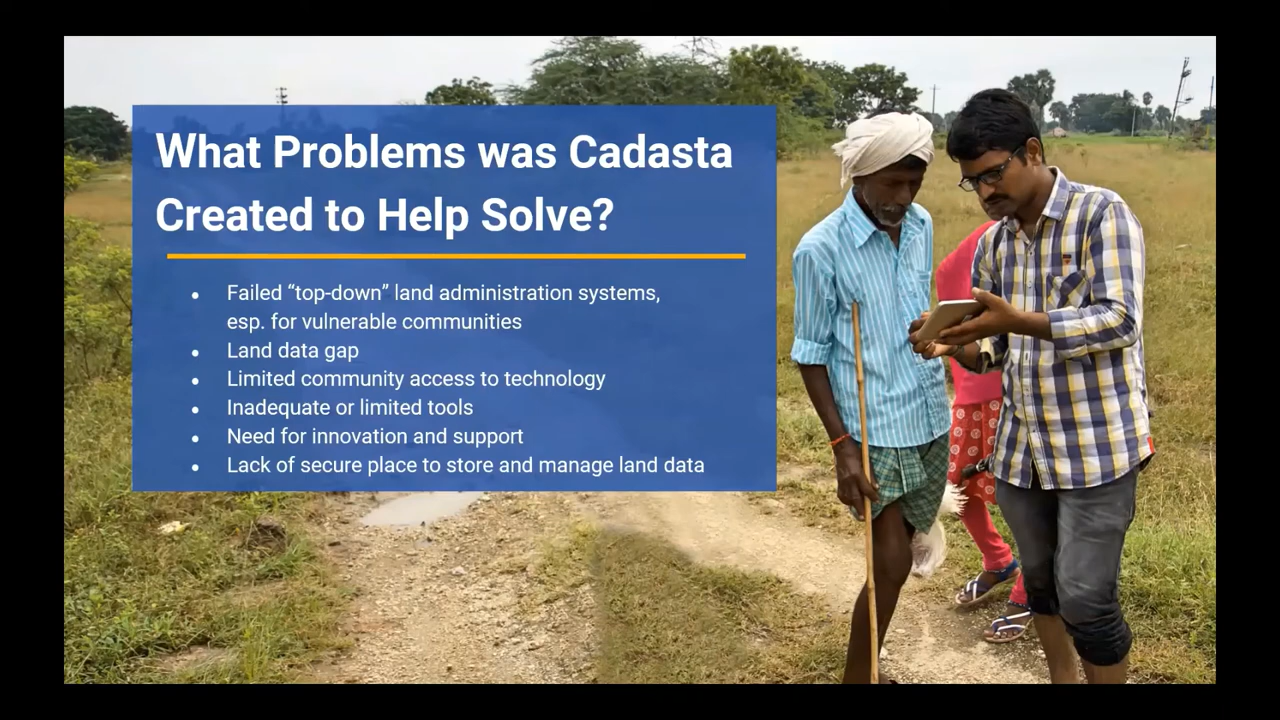 What Problems was Cadasta
Created to Help Solve?
• Failed “top-down” land administration systems,
esp. for vulnerable communities
• Land data gap
• Limited community access to technology
• Inadequate or limited tools
• Need for innovation and support
• Lack of secure place to store and manage land data